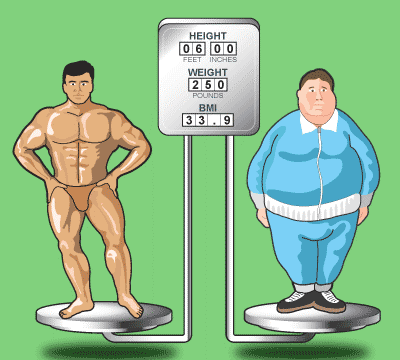 HEIGHT
06 00
FEET INCHES
WEIGHT
250
POUNDS
BMI
33.9